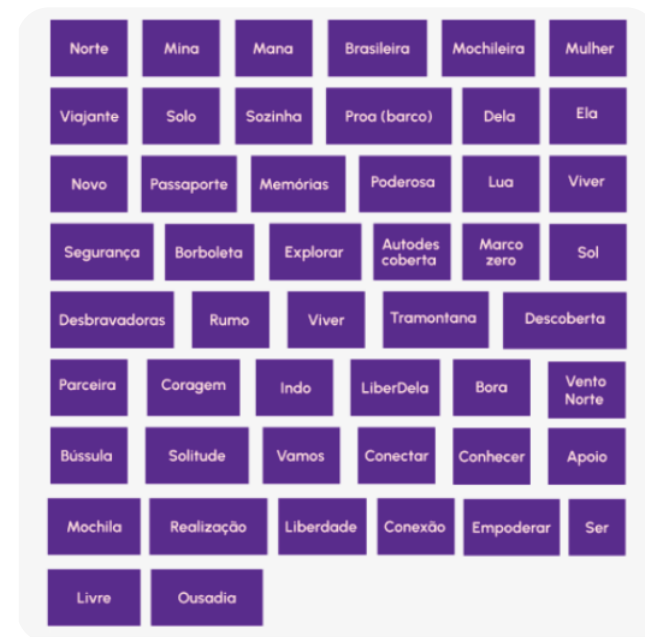 Norte Mina Mana Brasileira Mochileira Mulher
Viajante Solo Sozinha Proa (barco) Dela Ela
Novo Passaporte Memórias Poderosa Lua Viver
Segurança Borboleta Explorar Autodes
coberta Marco
zero Sol
Desbravadoras Rumo Viver Tramontana Descoberta
Parceira Coragem Indo LiberDela Bora Vento
Norte
Bússula Solitude Vamos Conectar Conhecer Apoio
Mochila Realização Liberdade Conexão Empoderar Ser
Livre Ousadia